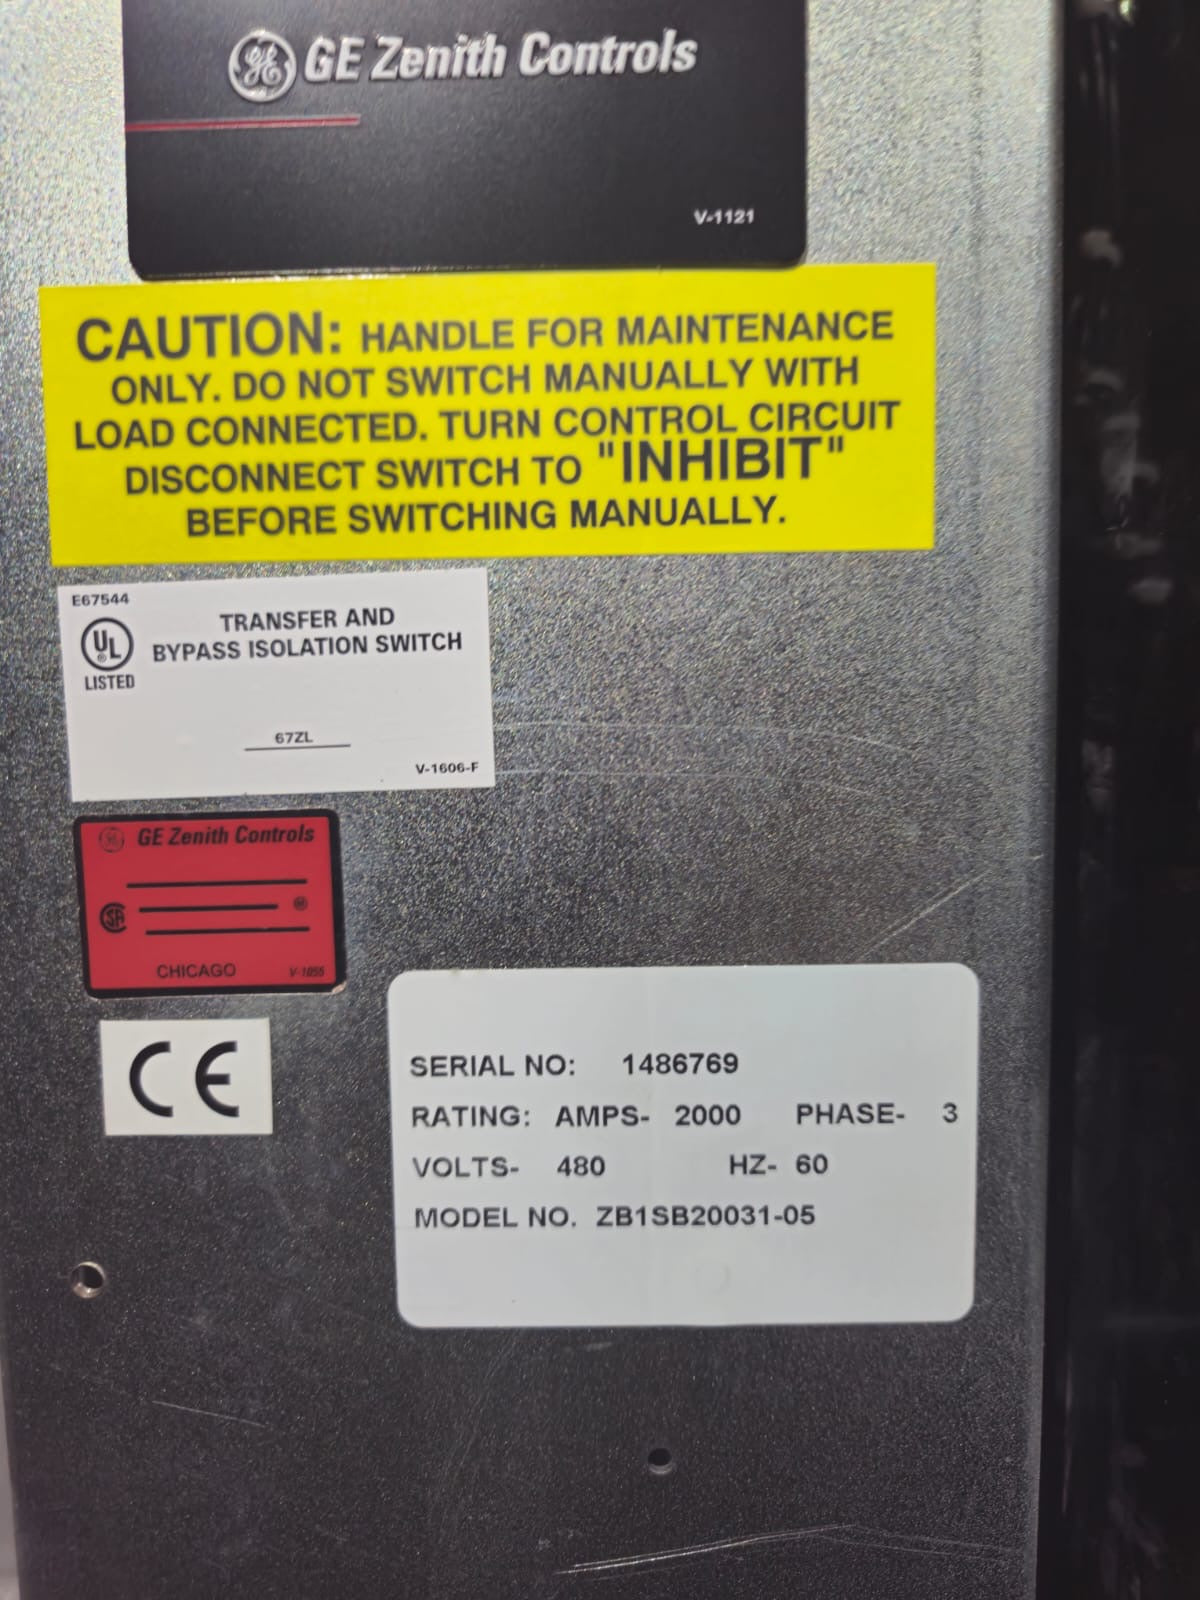 GE Zenith Controls
V-1121
CAUTION: HANDLE FOR MAINTENANCE
ONLY. DO NOT SWITCH MANUALLY WITH
LOAD CONNECTED. TURN CONTROL CIRCUIT
DISCONNECT SWITCH TO "INHIBIT"
BEFORE SWITCHING MANUALLY.
E67544
UL
®
LISTED
TRANSFER AND
BYPASS ISOLATION SWITCH
67ZL
V-1606-F
GE Zenith Controls
CHICAGO V-1055
CE
SERIAL NO: 1486769
RATING: AMPS- 2000 PHASE- 3
VOLTS- 480 HZ- 60
MODEL NO. ZB1SB20031-05